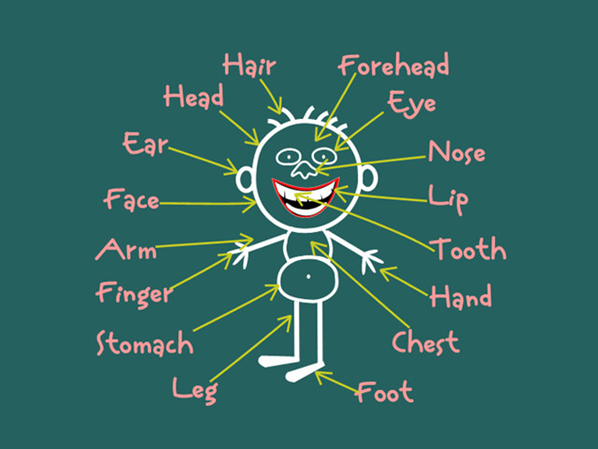 Hair
Forehead
Head
Eye
Ear
Nose
Face
Lip
Arm
Tooth
Finger
Hand
Stomach
Chest
Leg
Foot